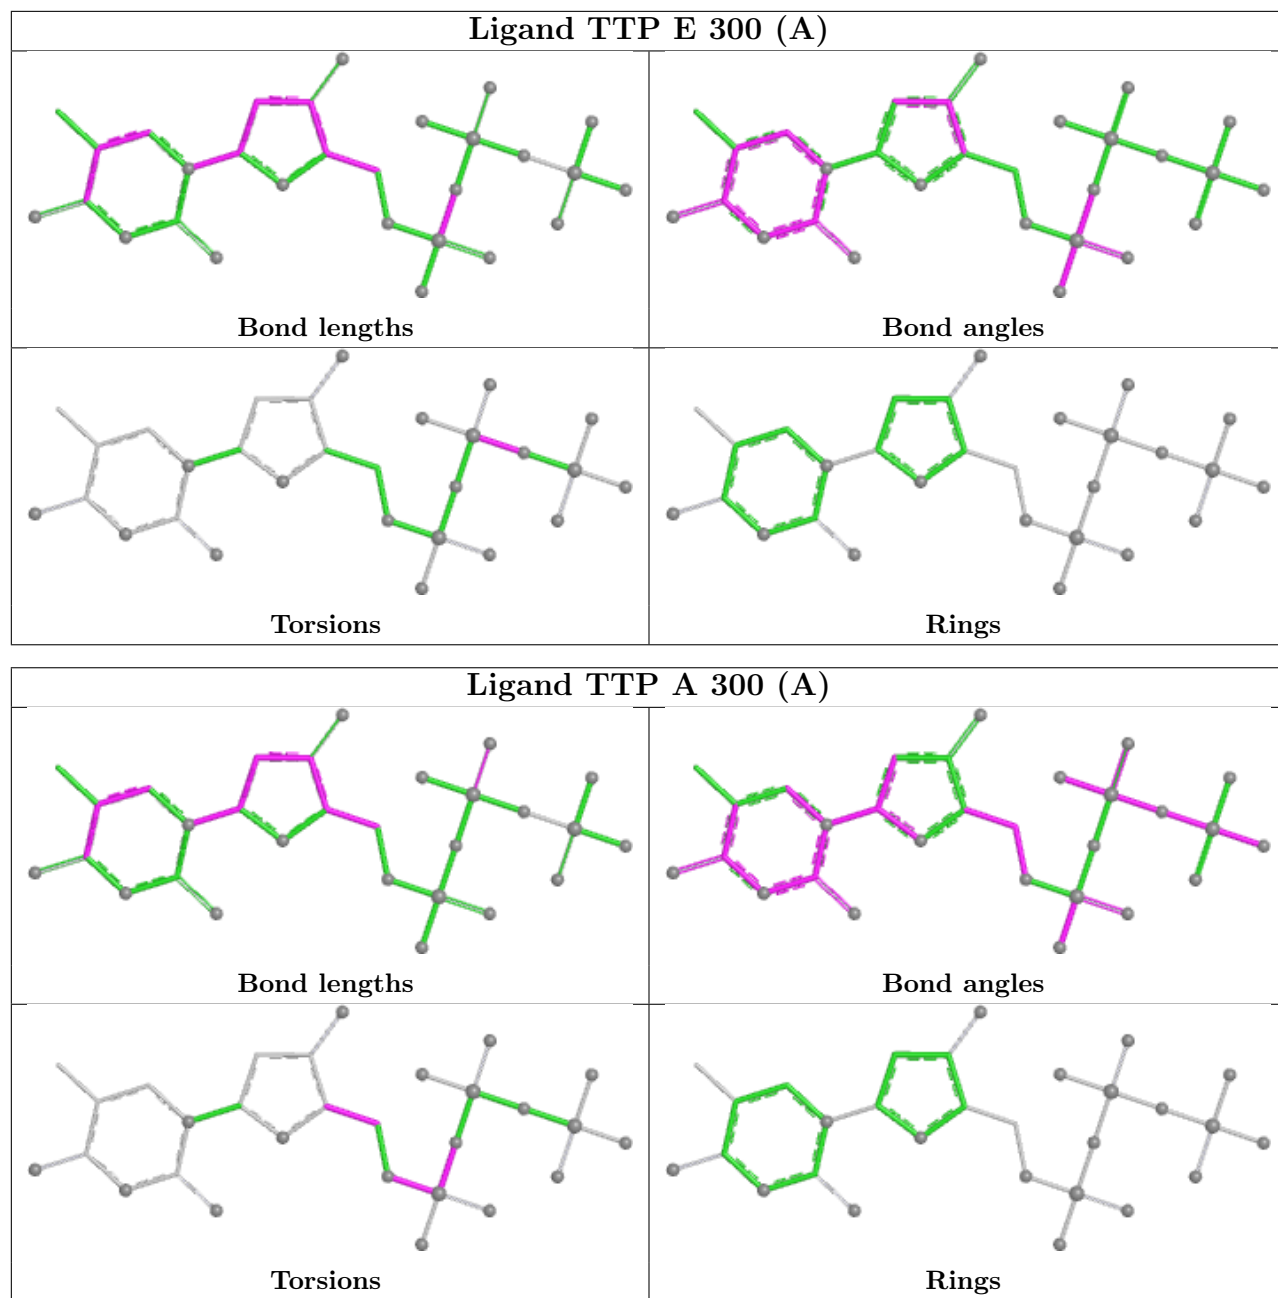 Ligand TTP E 300 (A)
Bond lengths
Bond angles
Torsions
Rings
Ligand TTP A 300 (A)
Bond lengths
Bond angles
Torsions
Rings